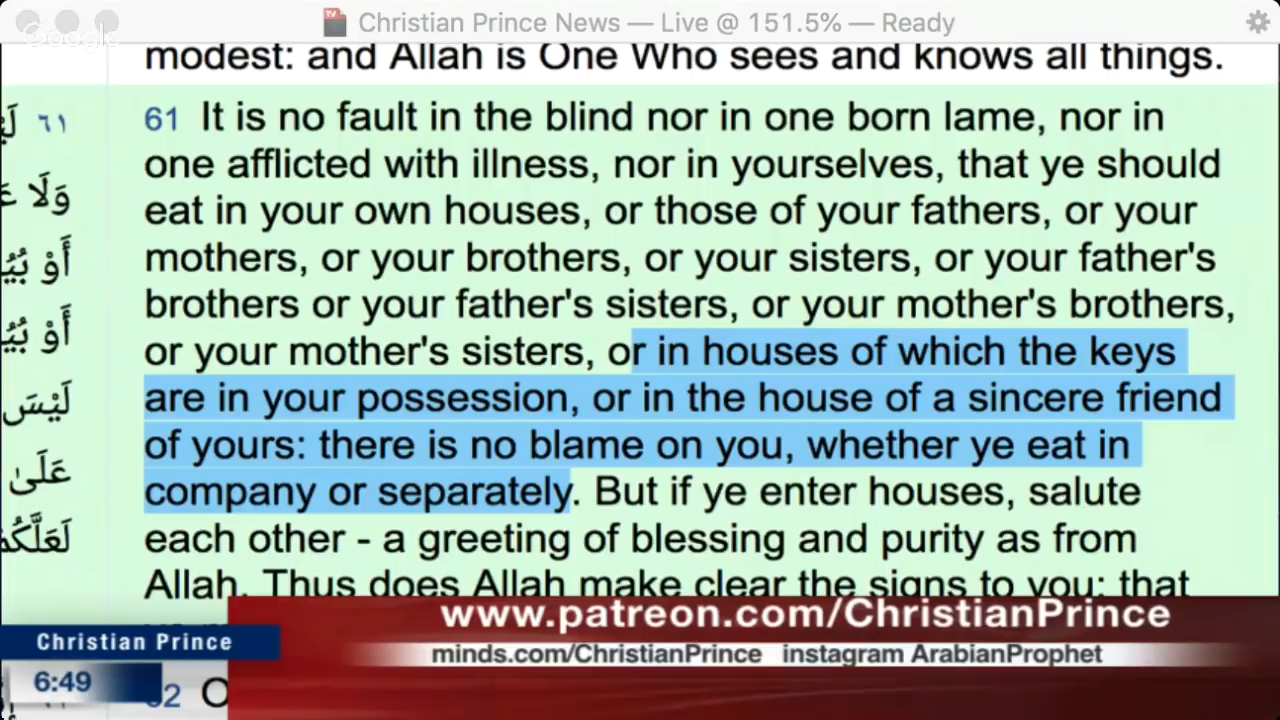 Christian Prince News — Live @ 151.5% — Ready
Google
modest: and Allah is One Who sees and knows all things.
٦١
61 It is no fault in the blind nor in one born lame, nor in
one afflicted with illness, nor in yourselves, that ye should
وَلَا
eat in your own houses, or those of your fathers, or your
أَوْ
mothers, or your brothers, or your sisters, or your father's
brothers or your father's sisters, or your mother's brothers,
أَوْ
or your mother's sisters, or in houses of which the keys
are in your possession, or in the house of a sincere friend
لَيْسَ
of yours: there is no blame on you, whether ye eat in
عَلَىٰ
company or separately. But if ye enter houses, salute
each other - a greeting of blessing and purity as from
Allah. Thus does Allah make clear the signs to you: that
www.patreon.com/ChristianPrince
Christian Prince
minds.com/ChristianPrince instagram ArabianProphet
6:49